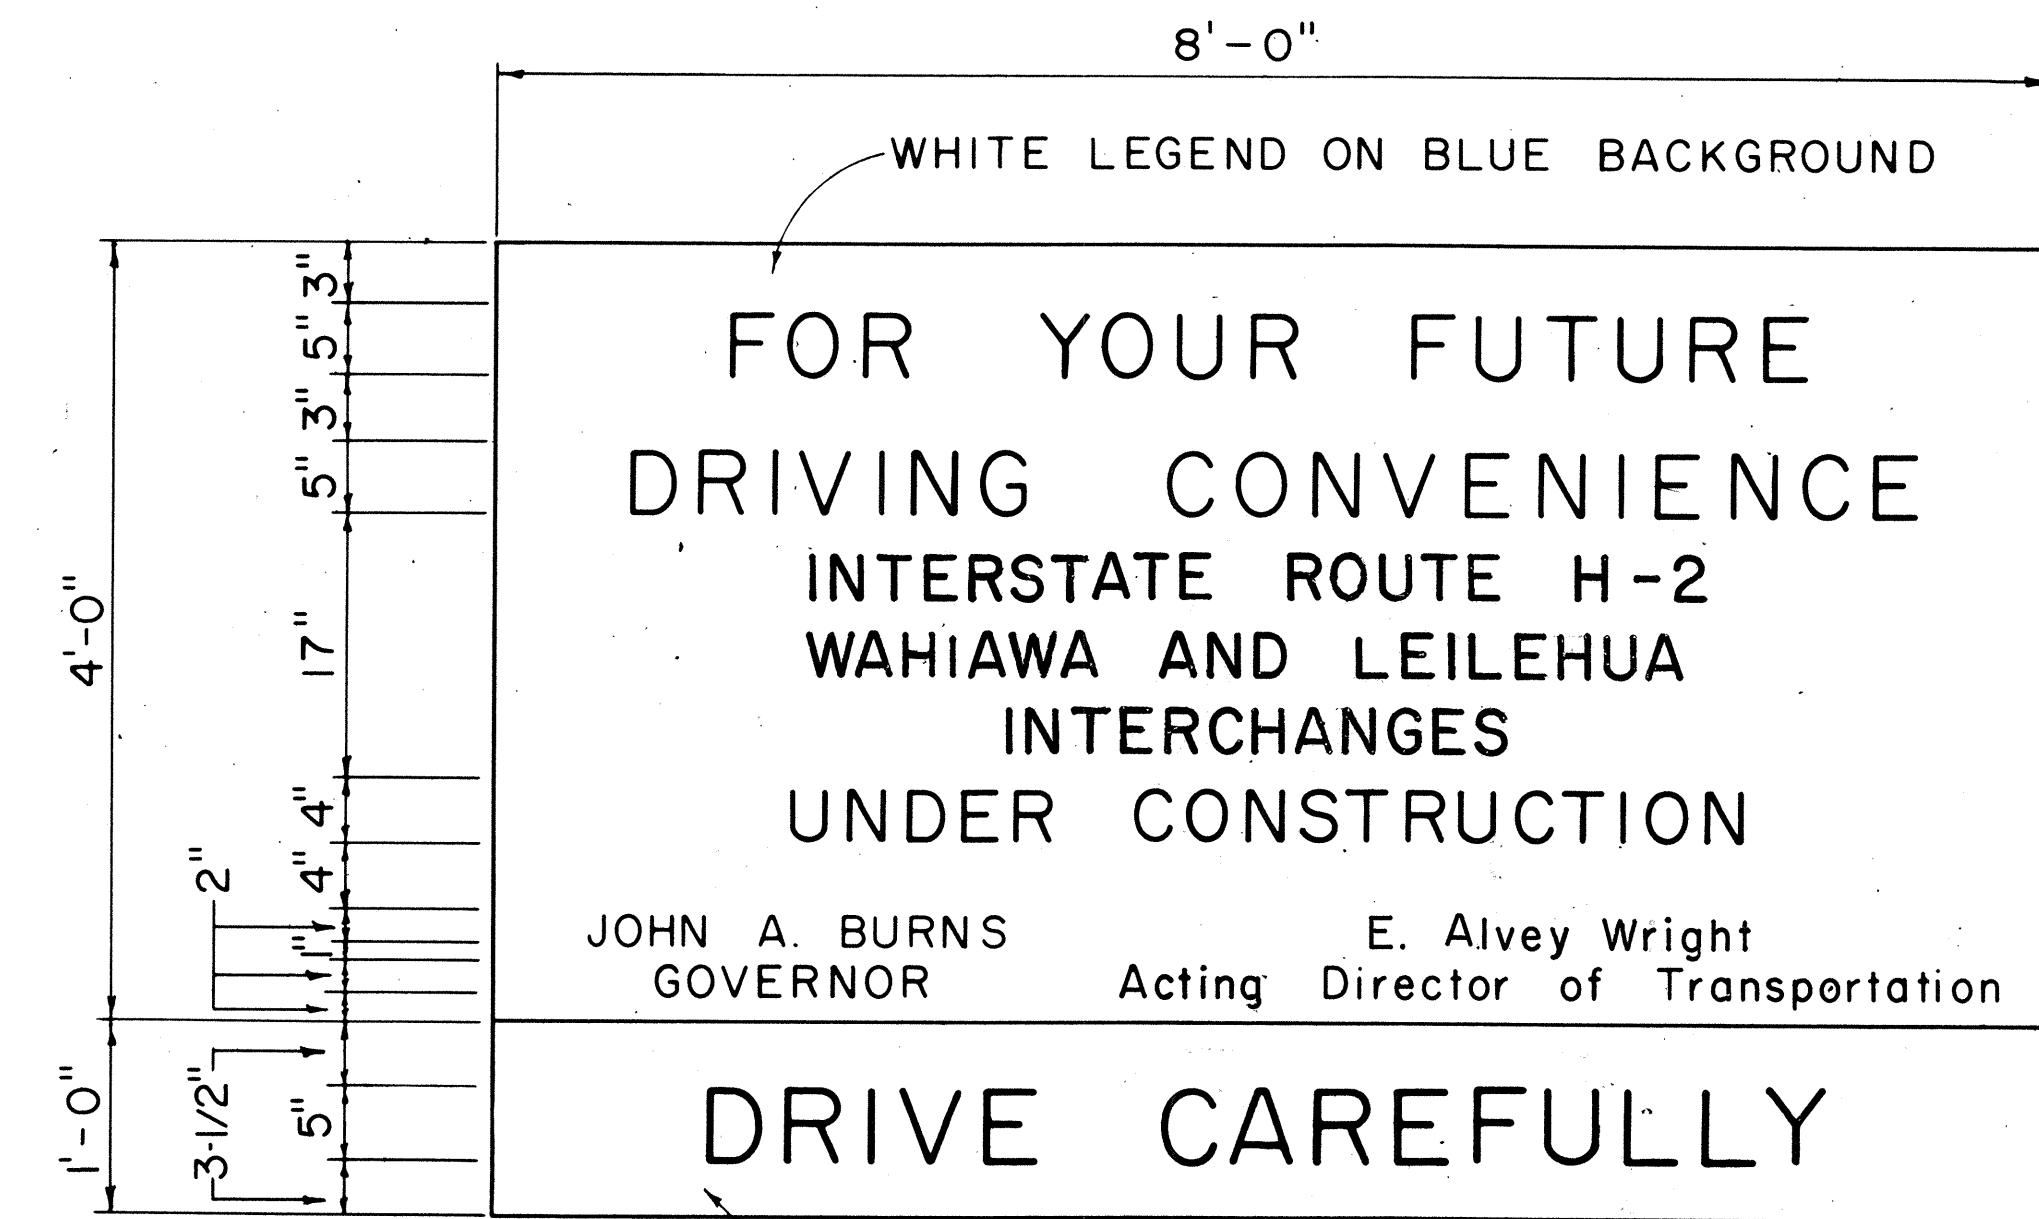 8'-0"
WHITE LEGEND ON BLUE BACKGROUND
3"
5"
3"
5"
17"
4"
4"
2"
1"
4'-0"
FOR YOUR FUTURE
DRIVING CONVENIENCE
INTERSTATE ROUTE H-2
WAHIAWA AND LEILEHUA
INTERCHANGES
UNDER CONSTRUCTION
JOHN A. BURNS E. Alvey Wright
GOVERNOR Acting Director of Transportation
1'-0"
3-1/2"
5"
DRIVE CAREFULLY